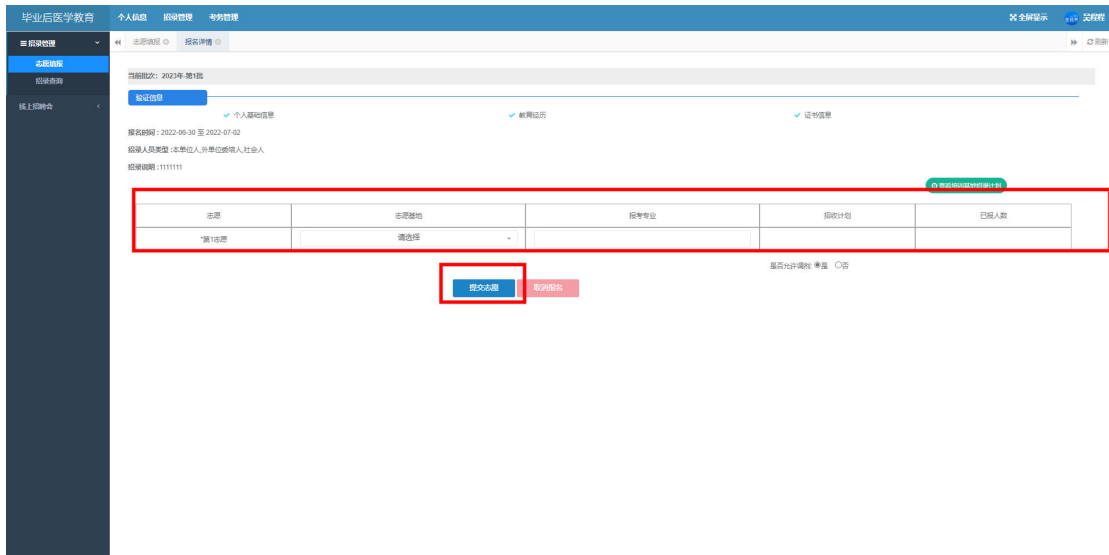 毕业后医学教育 个人信息 招录管理 考务管理 全屏显示
招录管理 志愿填报 报名详情 刷新
志愿填报
招录查询
线上招聘会
当前批次：2023年-第1批
验证信息
个人基础信息 教育经历 证书信息
报名时间：2022-06-30 至 2022-07-02
招录人员类型 :本单位人,外单位委培人,社会人
招录说明 :1111111
志愿 志愿基地 报考专业 招收计划 已报人数
*第1志愿 请选择
是否允许调剂: 是 否
提交志愿 取消报名